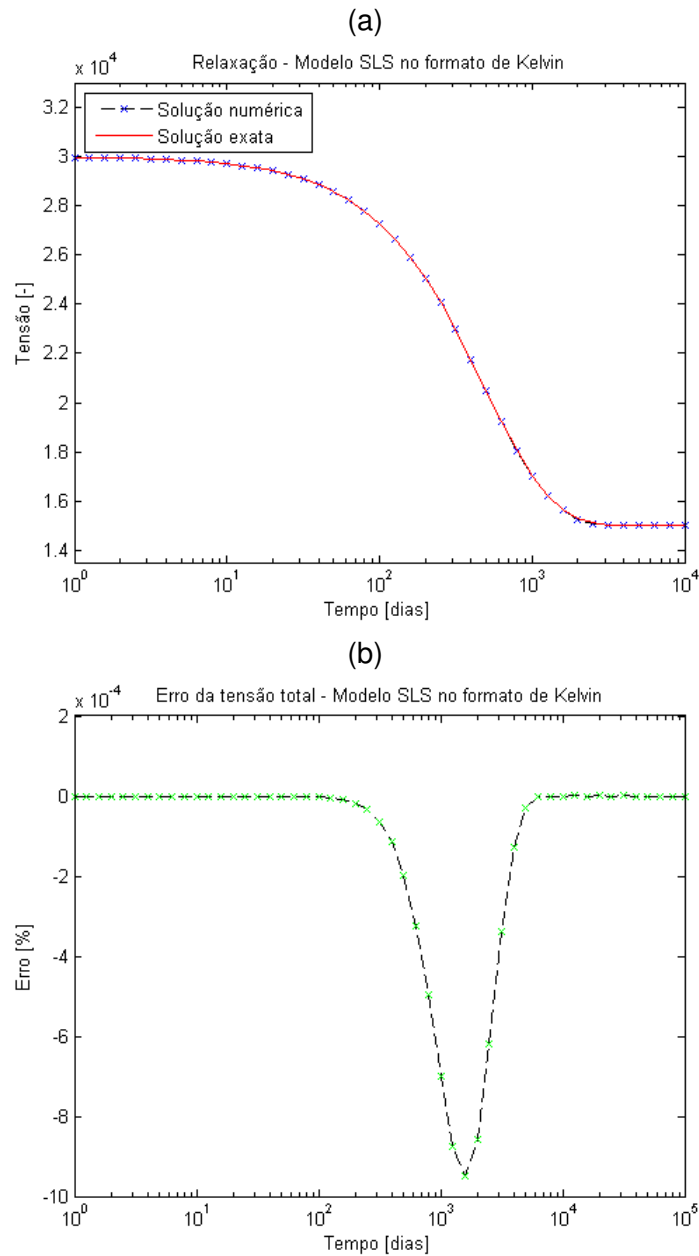 (a)
Relaxação - Modelo SLS no formato de Kelvin
x 10^4
3.2
3
2.8
2.6
2.4
2.2
2
1.8
1.6
1.4
Tensão [-]
Solução numérica
Solução exata
10^0 10^1 10^2 10^3 10^4
Tempo [dias]
(b)
Erro da tensão total - Modelo SLS no formato de Kelvin
x 10^-4
2
0
-2
-4
-6
-8
-10
Erro [%]
10^0 10^1 10^2 10^3 10^4 10^5
Tempo [dias]